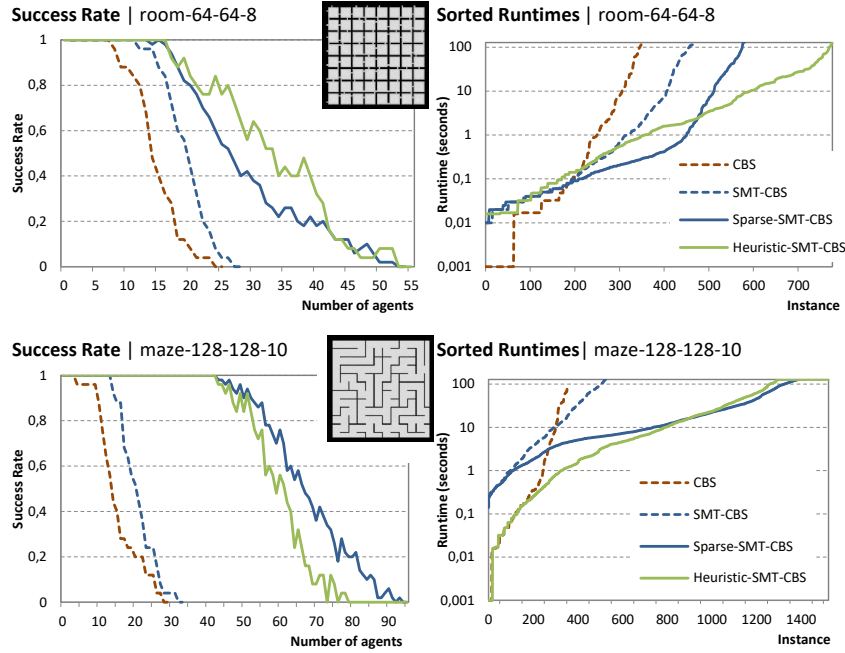 Success Rate | room-64-64-8
Success Rate
1
0,8
0,6
0,4
0,2
0
0 5 10 15 20 25 30 35 40 45 50 55
Number of agents
Sorted Runtimes | room-64-64-8
Runtime (seconds)
100
10
1
0,1
0,01
0,001
CBS
SMT-CBS
Sparse-SMT-CBS
Heuristic-SMT-CBS
0 100 200 300 400 500 600 700
Instance
Success Rate | maze-128-128-10
Success Rate
1
0,8
0,6
0,4
0,2
0
0 10 20 30 40 50 60 70 80 90
Number of agents
Sorted Runtimes| maze-128-128-10
Runtime (seconds)
100
10
1
0,1
0,01
0,001
CBS
SMT-CBS
Sparse-SMT-CBS
Heuristic-SMT-CBS
0 200 400 600 800 1000 1200 1400
Instance